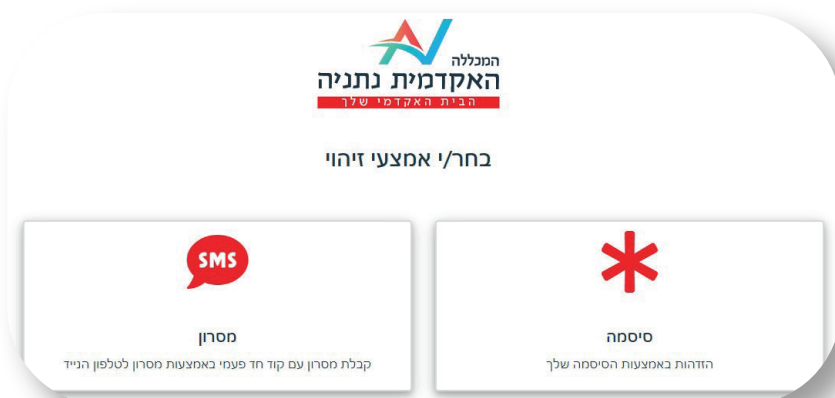 המכללה
האקדמית נתניה
הבית האקדמי שלך
בחר/י אמצעי זיהוי
סיסמה
הזדהות באמצעות הסיסמה שלך
SMS
מסרון
קבלת מסרון עם קוד חד פעמי באמצעות מסרון לטלפון הנייד